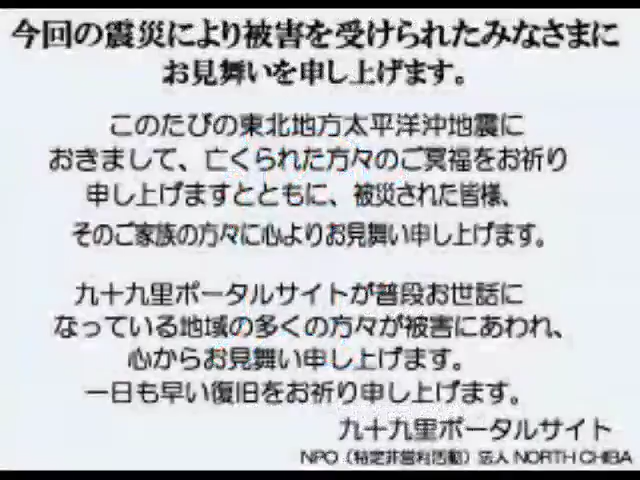 今回の震災により被害を受けられたみなさまに
お見舞いを申し上げます。
このたびの東北地方太平洋沖地震に
おきまして、亡くられた方々のご冥福をお祈り
申し上げますとともに、被災された皆様、
そのご家族の方々に心よりお見舞い申し上げます。
九十九里ポータルサイトが普段お世話に
なっている地域の多くの方々が被害にあわれ、
心からお見舞い申し上げます。
一日も早い復旧をお祈り申し上げます。
九十九里ポータルサイト
NPO（特定非営利活動）法人 NORTH CHIBA